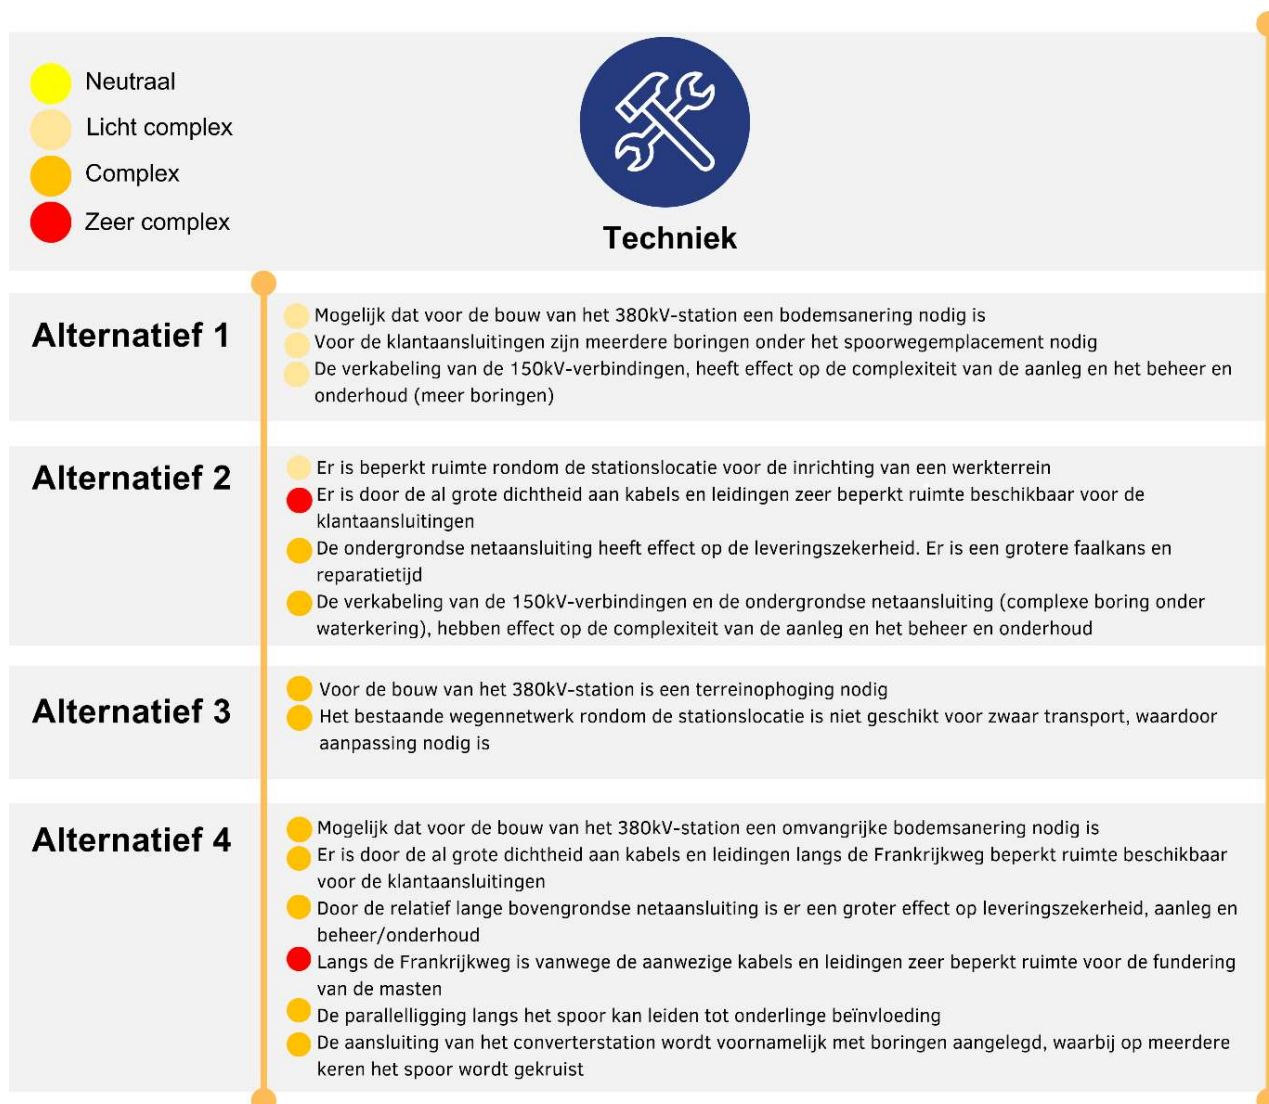 Neutraal
Licht complex
Complex
Zeer complex
Techniek
Alternatief 1
Mogelijk dat voor de bouw van het 380kV-station een bodemsanering nodig is
Voor de klantaansluitingen zijn meerdere boringen onder het spoorwegemplacement nodig
De verkabeling van de 150kV-verbindingen, heeft effect op de complexiteit van de aanleg en het beheer en
onderhoud (meer boringen)
Alternatief 2
Er is beperkt ruimte rondom de stationslocatie voor de inrichting van een werkterrein
Er is door de al grote dichtheid aan kabels en leidingen zeer beperkt ruimte beschikbaar voor de
klantaansluitingen
De ondergrondse netaansluiting heeft effect op de leveringszekerheid. Er is een grotere faalkans en
reparatietijd
De verkabeling van de 150kV-verbindingen en de ondergrondse netaansluiting (complexe boring onder
waterkering), hebben effect op de complexiteit van de aanleg en het beheer en onderhoud
Alternatief 3
Voor de bouw van het 380kV-station is een terreinophoging nodig
Het bestaande wegennetwerk rondom de stationslocatie is niet geschikt voor zwaar transport, waardoor
aanpassing nodig is
Alternatief 4
Mogelijk dat voor de bouw van het 380kV-station een omvangrijke bodemsanering nodig is
Er is door de al grote dichtheid aan kabels en leidingen langs de Frankrijkweg beperkt ruimte beschikbaar
voor de klantaansluitingen
Door de relatief lange bovengrondse netaansluiting is er een groter effect op leveringszekerheid, aanleg en
beheer/onderhoud
Langs de Frankrijkweg is vanwege de aanwezige kabels en leidingen zeer beperkt ruimte voor de fundering
van de masten
De parallelligging langs het spoor kan leiden tot onderlinge beïnvloeding
De aansluiting van het converterstation wordt voornamelijk met boringen aangelegd, waarbij op meerdere
keren het spoor wordt gekruist